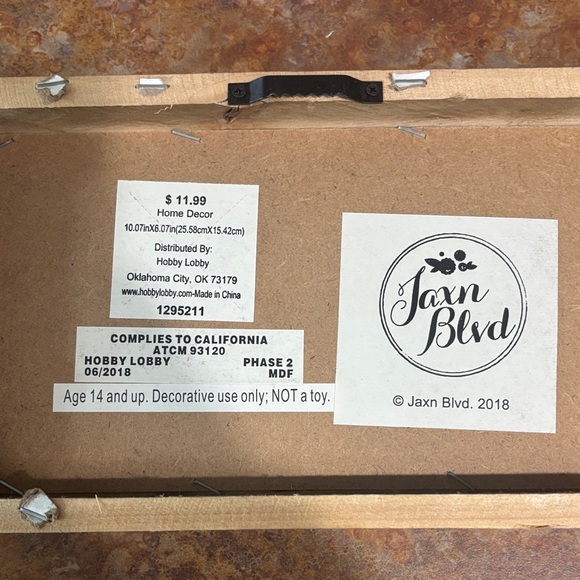 $ 11.99
Home Decor
10.07inX6.07in(25.58cmX15.42cm)
Distributed By:
Hobby Lobby
Oklahoma City, OK 73179
www.hobbylobby.com-Made in China
1295211
COMPLIES TO CALIFORNIA
ATCM 93120
HOBBY LOBBY PHASE 2
06/2018 MDF
Age 14 and up. Decorative use only; NOT a toy.
Jaxn
Blvd
© Jaxn Blvd. 2018